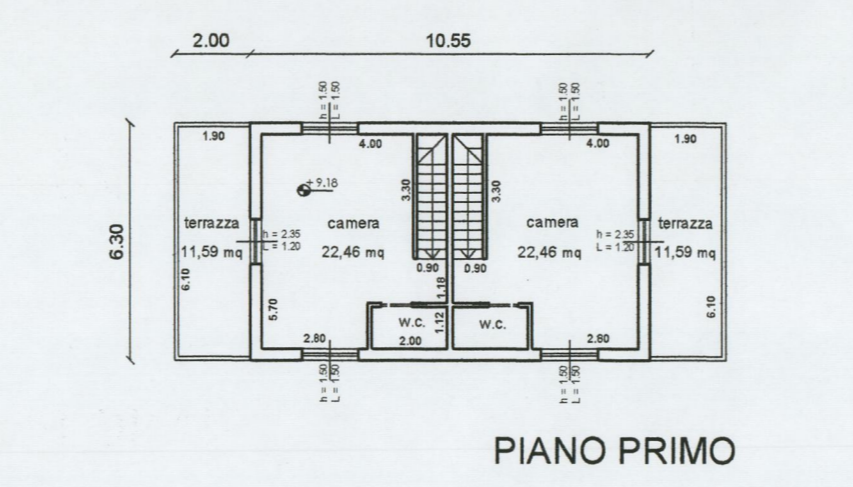 2.00 10.55
h = 1.50
L = 1.50
h = 1.50
L = 1.50
1.90 4.00 4.00 1.90
+9.18
3.30 3.30
terrazza camera camera terrazza
11,59 mq 22,46 mq 22,46 mq 11,59 mq
h = 2.35
L = 1.20
h = 2.35
L = 1.20
6.30
0.90 0.90
6.10 1.18
5.70 6.10
W.C. 1.12 W.C.
2.80 2.00 2.80
h = 1.50
L = 1.50
h = 1.50
L = 1.50
PIANO PRIMO